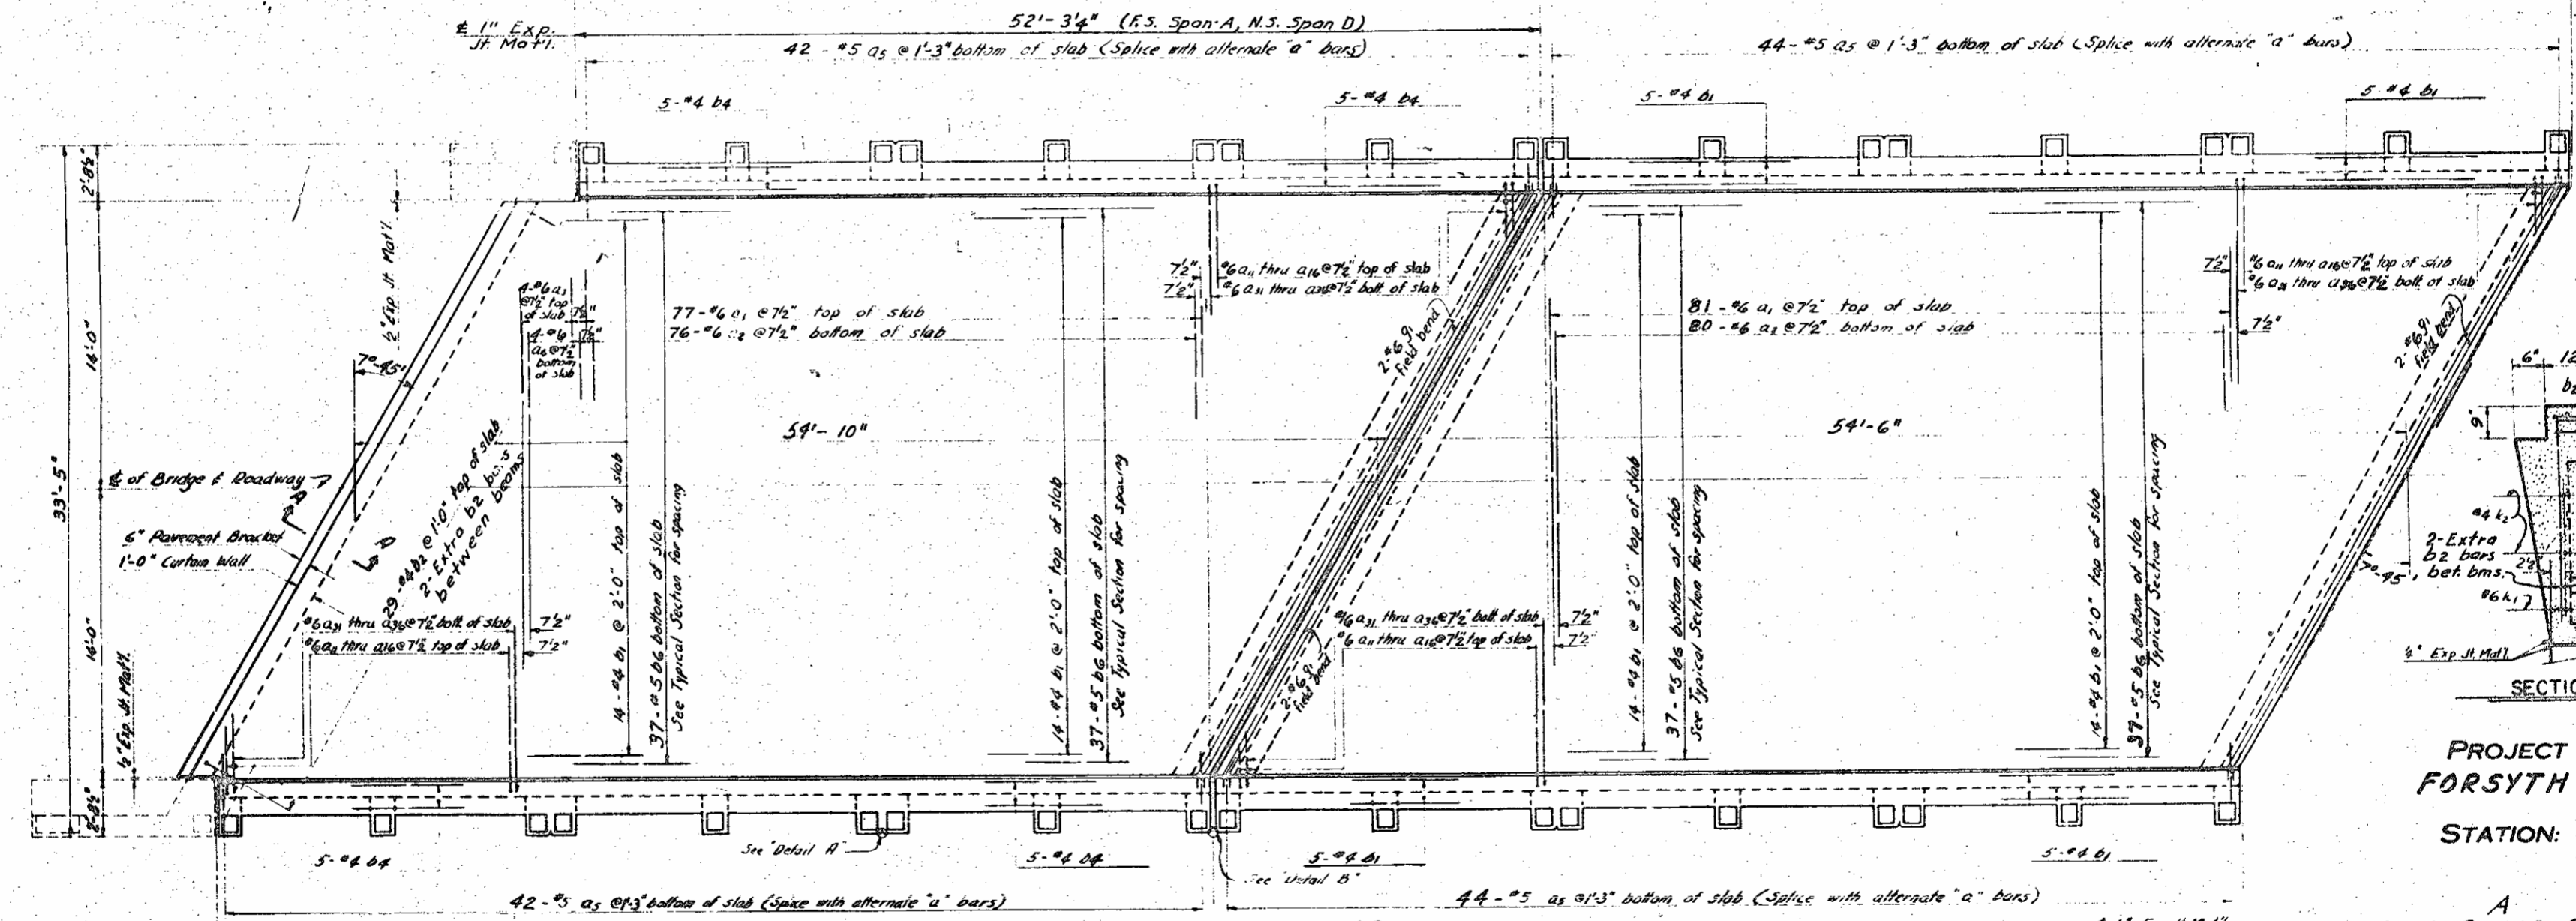 ℄ 1" Exp.
Jt. Mat'l.
52'-3¼" (F.S. Span-A, N.S. Span D)
42 - #5 a5 @ 1'-3" bottom of slab (Splice with alternate "a" bars)
44 - #5 a5 @ 1'-3" bottom of slab (Splice with alternate "a" bars)
5-#4 b4
5-#4 b4
5-#4 b1
5-#4 b1
2'-8½"
½" Exp. Jt. Mat'l.
14'-0"
33'-5"
7°-45'
4-#6 a3
@7½" top
of slab 7½"
4-#6 7½"
a4 @7½"
bottom
of slab
77-#6 a1 @7½" top of slab
76-#6 @7½" bottom of slab
7½"
7½"
#6 a11 thru a16@7½" top of slab
#6 a31 thru a36@7½" bott. of slab
2-#6 g1
field bend
81-#6 a1 @7½" top of slab
80-#6 a2 @7½" bottom of slab
7½"
#6 a11 thru a16@7½" top of slab
#6 a31 thru a36@7½" bott. of slab
7½"
2-#6 g1
field bend
54'-10"
54'-6"
6"
9"
℄ of Bridge & Roadway
A
A
6" Pavement Bracket
1'-0" Curtain Wall
29-#4 b2 @ 1'-0" top of slab
2-Extra b2 bars
between beams
14-#4 b1 @ 2'-0" top of slab
37-#5 b6 bottom of slab
See Typical Section for spacing
14-#4 b1 @ 2'-0" top of slab
37-#5 b6 bottom of slab
See Typical Section for spacing
14-#4 b1 @ 2'-0" top of slab
37-#5 b6 bottom of slab
See Typical Section for spacing
14-#4 b1 @ 2'-0" top of slab
37-#5 b6 bottom of slab
See Typical Section for spacing
#4 k2
2-Extra
b2 bars
bet. bms.
#6 k1
7°-45'
½" Exp Jt. Mat'l.
#6 a31 thru a36@7½" bott. of slab
7½"
#6 a11 thru a16@7½" top of slab
7½"
14'-0"
½" Exp. Jt. Mat'l.
2'-8½"
2-#6 g1
field bend
#6 a31 thru a36@7½" bott. of slab
7½"
#6 a11 thru a16@7½" top of slab
7½"
PROJECT
FORSYTH
STATION:
5-#4 b4
See "Detail A"
5-#4 b4
5-#4 b1
See "Detail B"
5-#4 b1
42-#5 a5 @1'-3" bottom of slab (Splice with alternate "a" bars)
44-#5 a5 @1'-3" bottom of slab (Splice with alternate "a" bars)
A